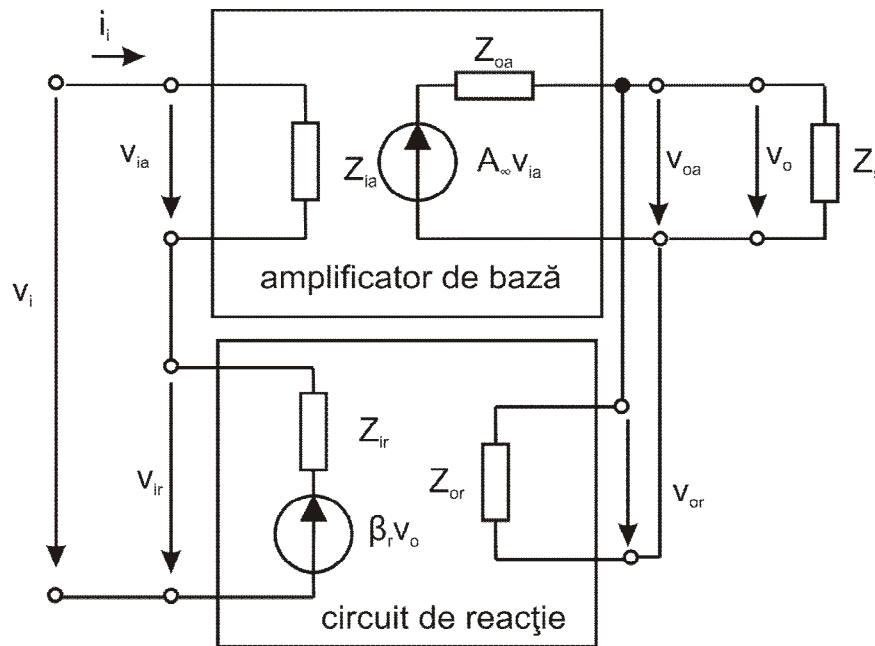 i_i
Z_oa
v_ia
Z_ia
A_∞v_ia
v_oa
v_o
Z_s
amplificator de bază
v_i
Z_ir
v_ir
Z_or
v_or
β_rv_o
circuit de reacţie